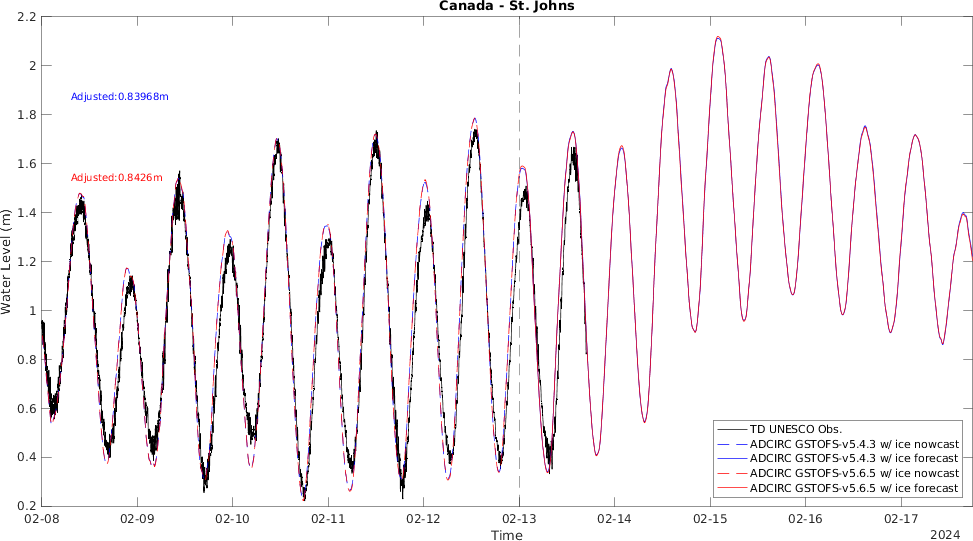 Canada - St. Johns
2.2
2
1.8
1.6
1.4
1.2
1
0.8
0.6
0.4
0.2
Water Level (m)
Adjusted:0.83968m
Adjusted:0.8426m
TD UNESCO Obs.
ADCIRC GSTOFS-v5.4.3 w/ ice nowcast
ADCIRC GSTOFS-v5.4.3 w/ ice forecast
ADCIRC GSTOFS-v5.6.5 w/ ice nowcast
ADCIRC GSTOFS-v5.6.5 w/ ice forecast
02-08 02-09 02-10 02-11 02-12 02-13 02-14 02-15 02-16 02-17
Time
2024